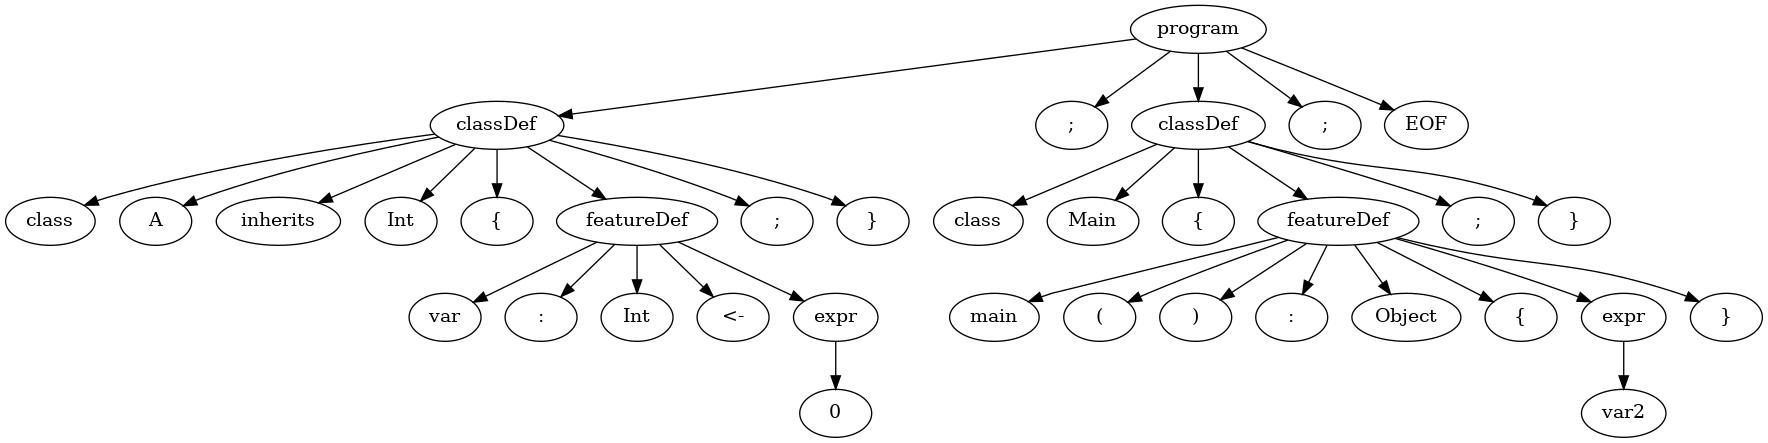 program
classDef ; classDef ; EOF
class A inherits Int { featureDef ; } class Main { featureDef ; }
var : Int <- expr main ( ) : Object { expr }
0 var2